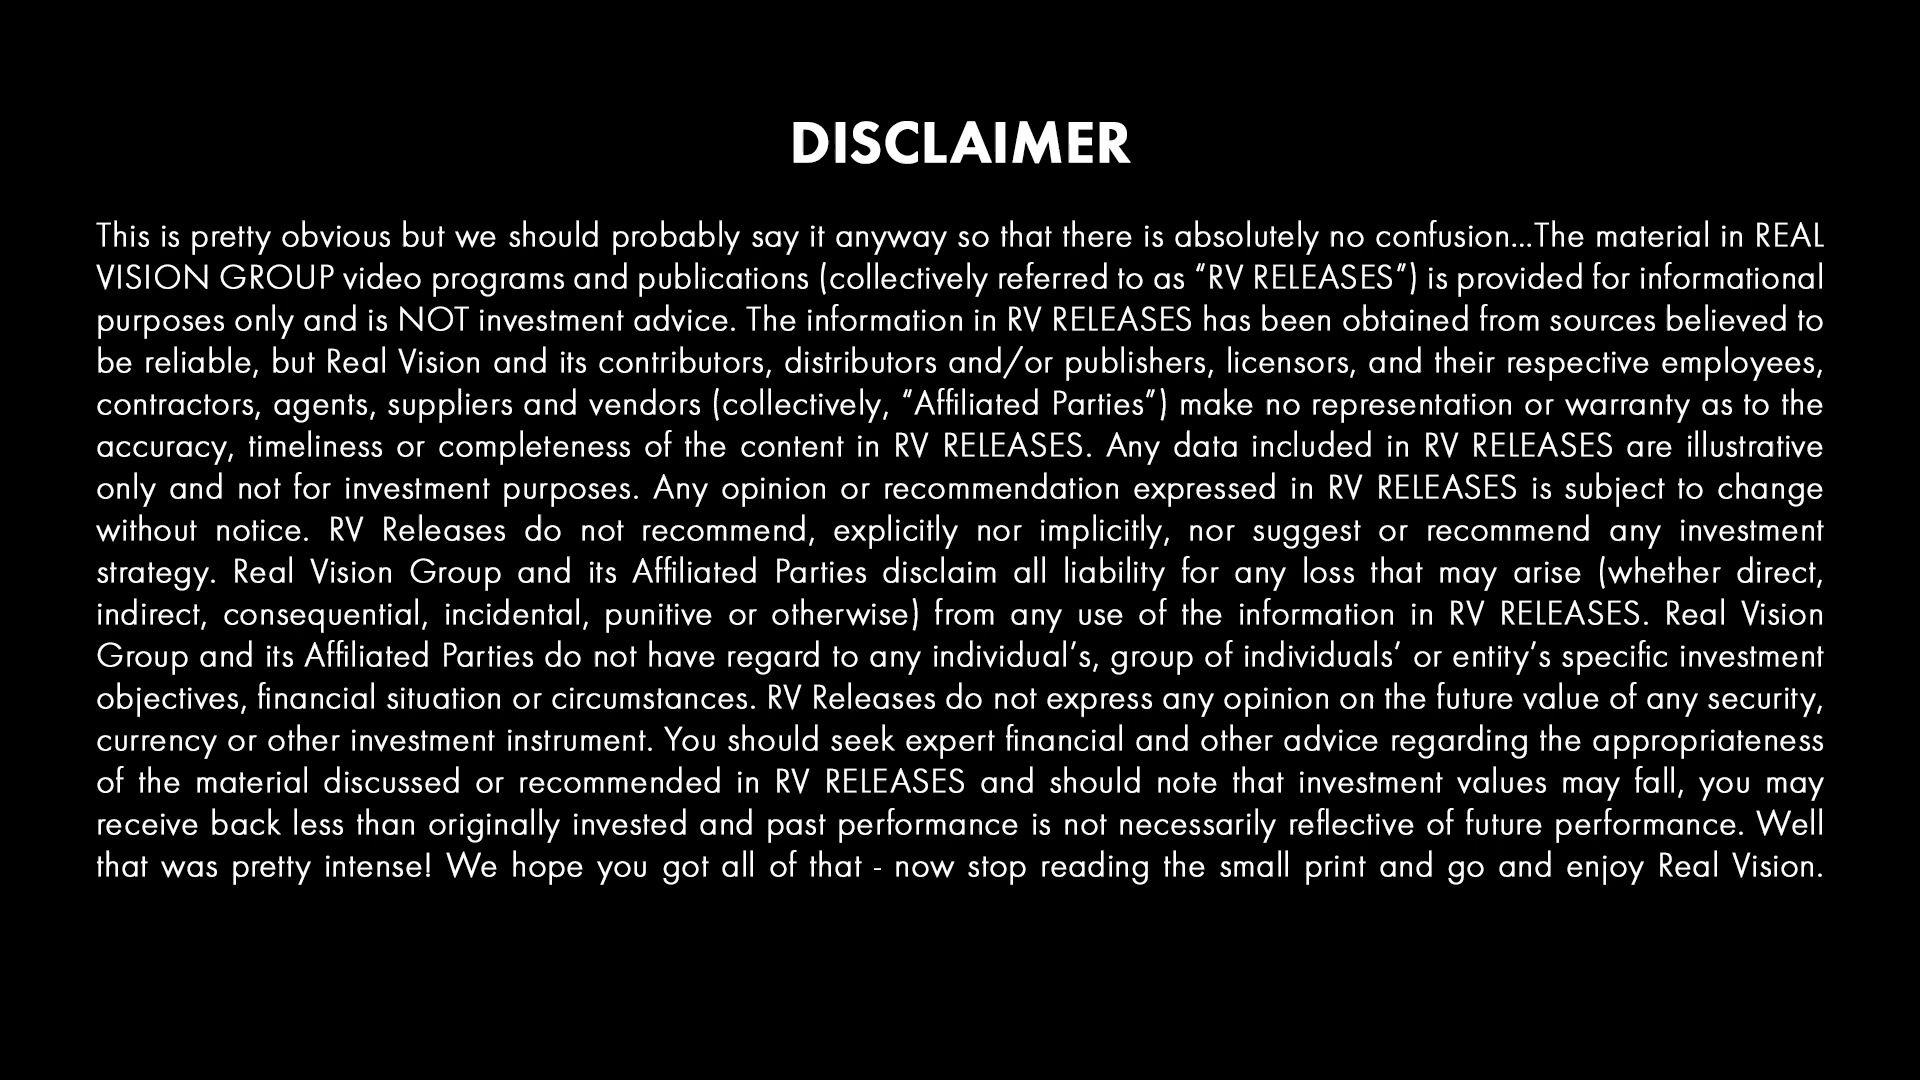 DISCLAIMER
This is pretty obvious but we should probably say it anyway so that there is absolutely no confusion...The material in REAL
VISION GROUP video programs and publications (collectively referred to as “RV RELEASES”) is provided for informational
purposes only and is NOT investment advice. The information in RV RELEASES has been obtained from sources believed to
be reliable, but Real Vision and its contributors, distributors and/or publishers, licensors, and their respective employees,
contractors, agents, suppliers and vendors (collectively, “Affiliated Parties”) make no representation or warranty as to the
accuracy, timeliness or completeness of the content in RV RELEASES. Any data included in RV RELEASES are illustrative
only and not for investment purposes. Any opinion or recommendation expressed in RV RELEASES is subject to change
without notice. RV Releases do not recommend, explicitly nor implicitly, nor suggest or recommend any investment
strategy. Real Vision Group and its Affiliated Parties disclaim all liability for any loss that may arise (whether direct,
indirect, consequential, incidental, punitive or otherwise) from any use of the information in RV RELEASES. Real Vision
Group and its Affiliated Parties do not have regard to any individual’s, group of individuals’ or entity’s specific investment
objectives, financial situation or circumstances. RV Releases do not express any opinion on the future value of any security,
currency or other investment instrument. You should seek expert financial and other advice regarding the appropriateness
of the material discussed or recommended in RV RELEASES and should note that investment values may fall, you may
receive back less than originally invested and past performance is not necessarily reflective of future performance. Well
that was pretty intense! We hope you got all of that - now stop reading the small print and go and enjoy Real Vision.